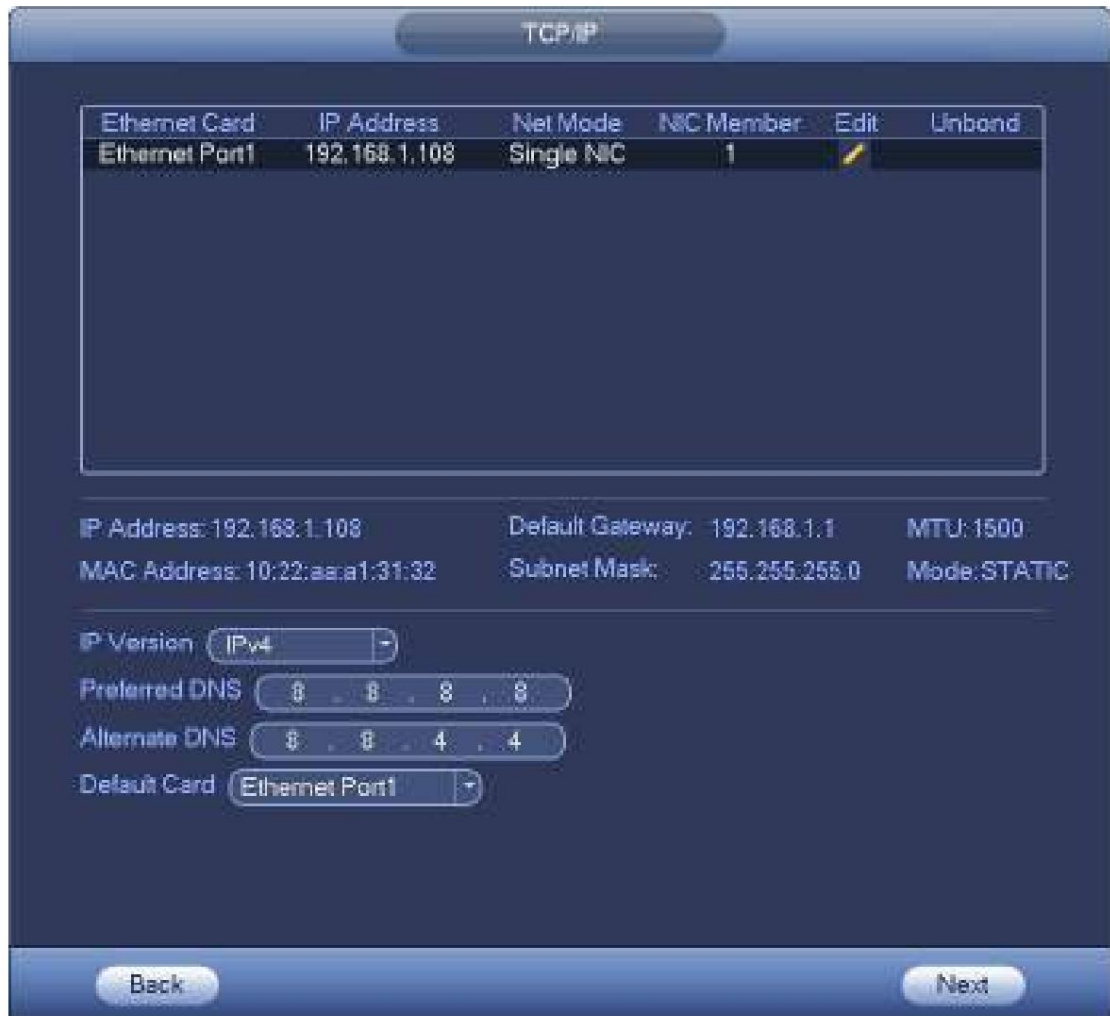 TCP/IP
Ethernet Card IP Address Net Mode NIC Member Edit Unbond
Ethernet Port1 192.168.1.108 Single NIC 1
IP Address: 192.168.1.108 Default Gateway: 192.168.1.1 MTU: 1500
MAC Address: 10:22:aa:a1:31:32 Subnet Mask: 255.255.255.0 Mode:STATIC
IP Version IPv4
Preferred DNS 8 . 8 . 8 . 8
Alternate DNS 8 . 8 . 4 . 4
Default Card Ethernet Port1
Back Next